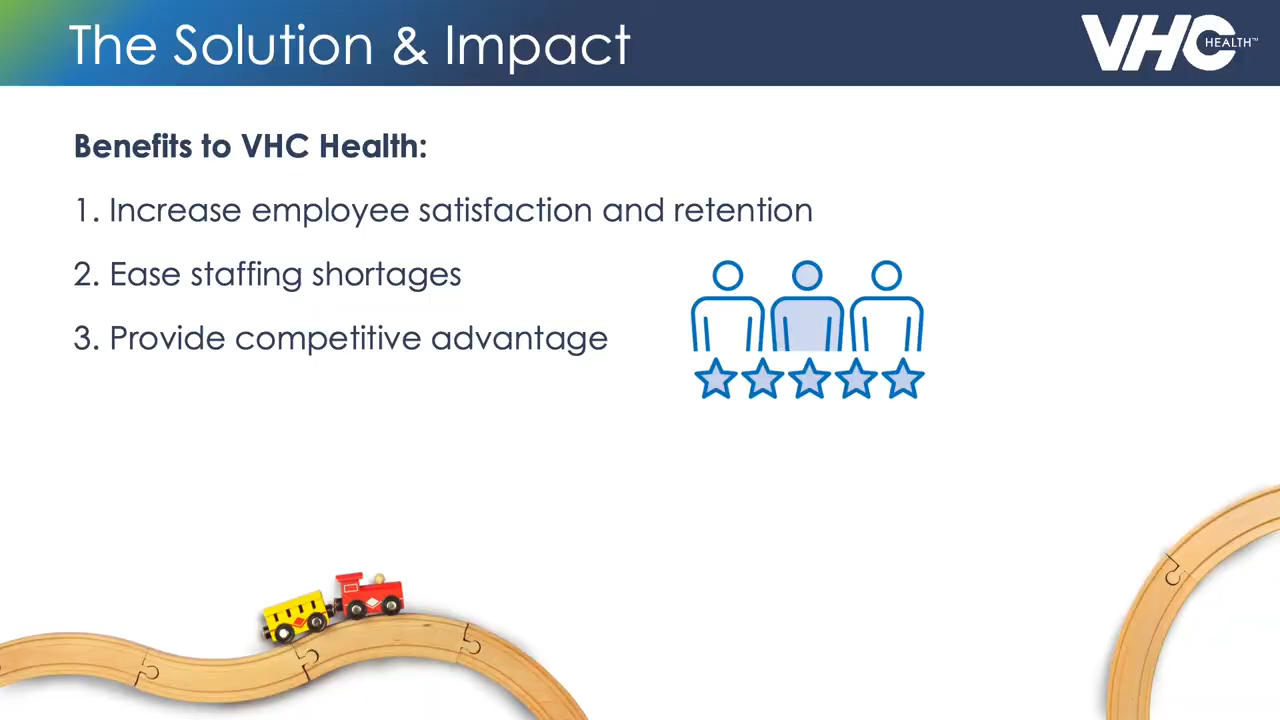 The Solution & Impact
VHC HEALTH™
Benefits to VHC Health:
1. Increase employee satisfaction and retention
2. Ease staffing shortages
3. Provide competitive advantage